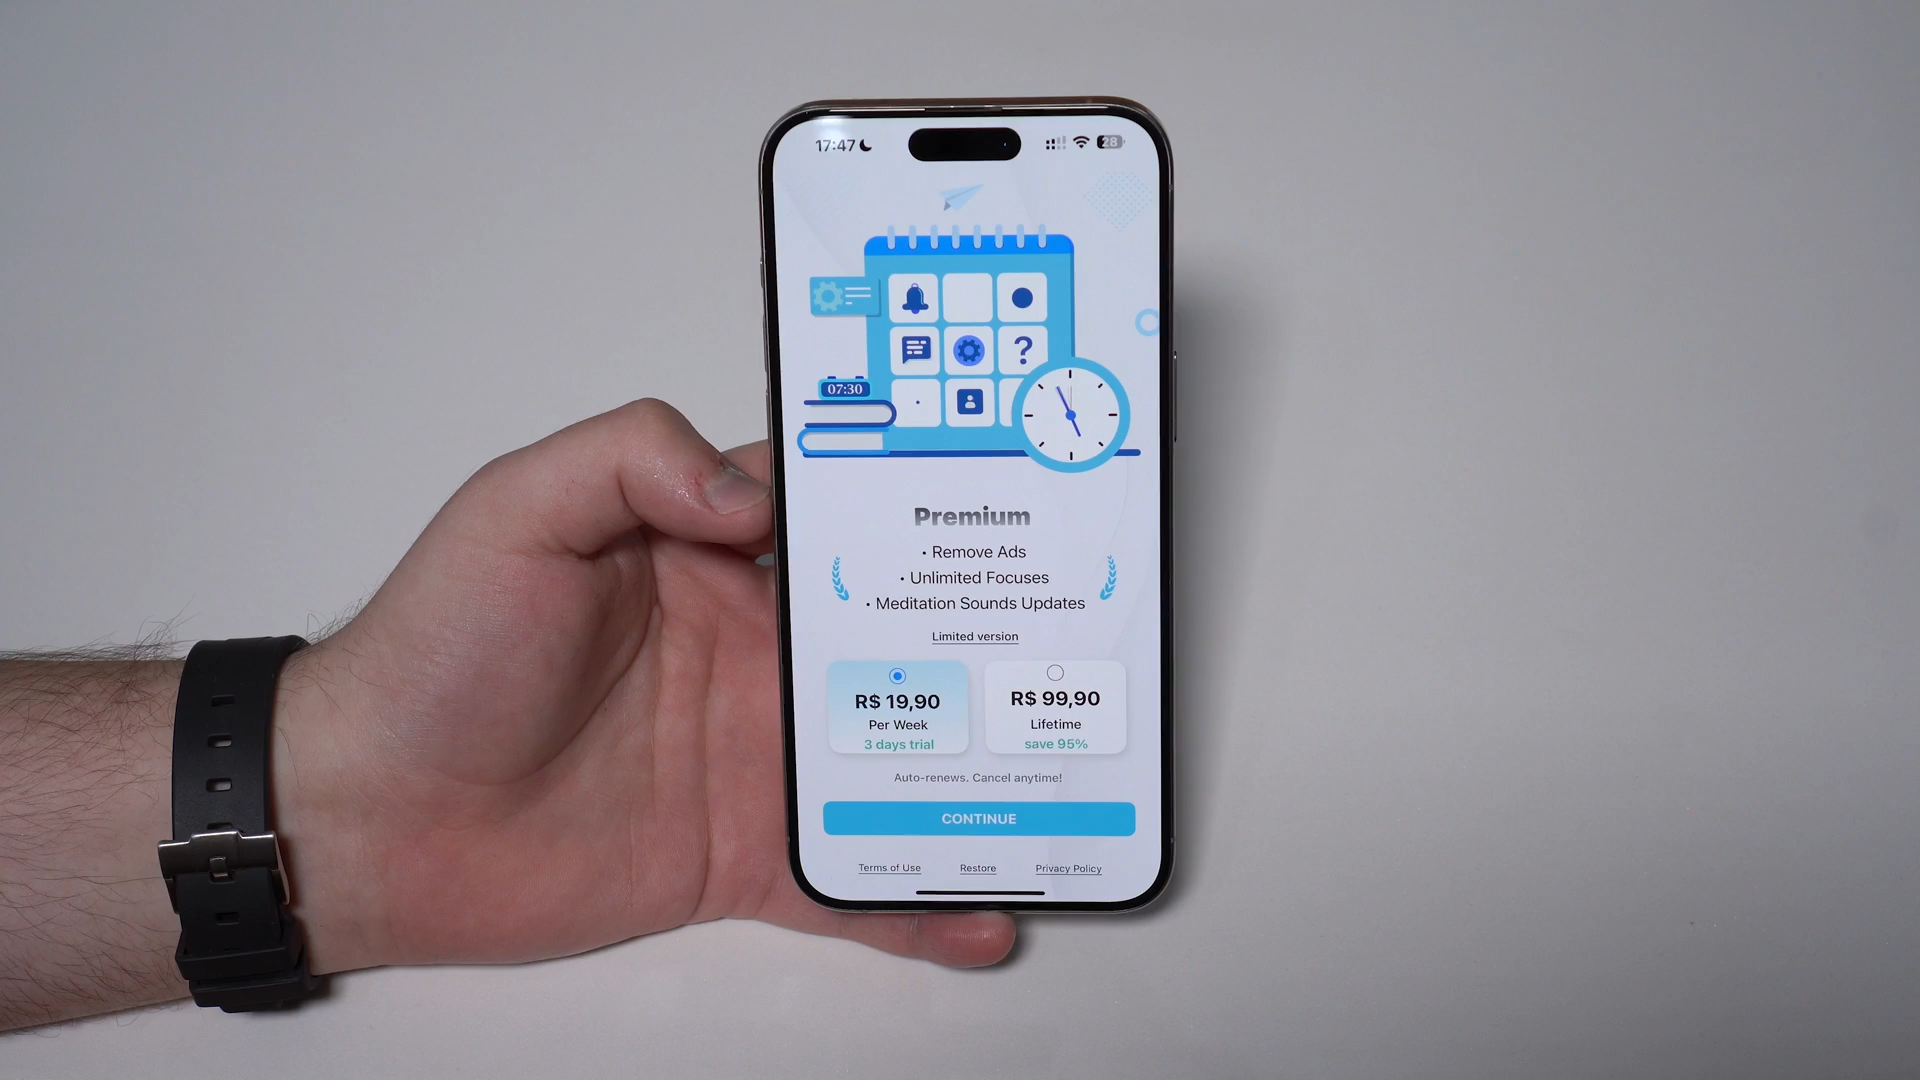 17:47
28
07:30
?
Premium
• Remove Ads
• Unlimited Focuses
• Meditation Sounds Updates
Limited version
R$ 19,90
Per Week
3 days trial
R$ 99,90
Lifetime
save 95%
Auto-renews. Cancel anytime!
CONTINUE
Terms of Use
Restore
Privacy Policy